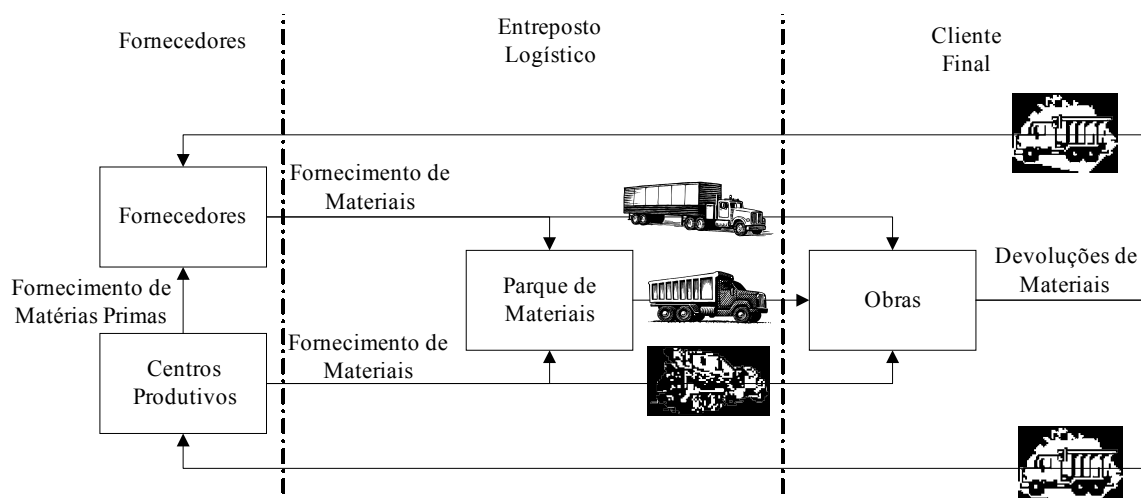 Fornecedores
Entreposto
Logístico
Cliente
Final
Fornecedores
Fornecimento de
Materiais
Fornecimento de
Matérias Primas
Parque de
Materiais
Obras
Devoluções de
Materiais
Centros
Produtivos
Fornecimento de
Materiais